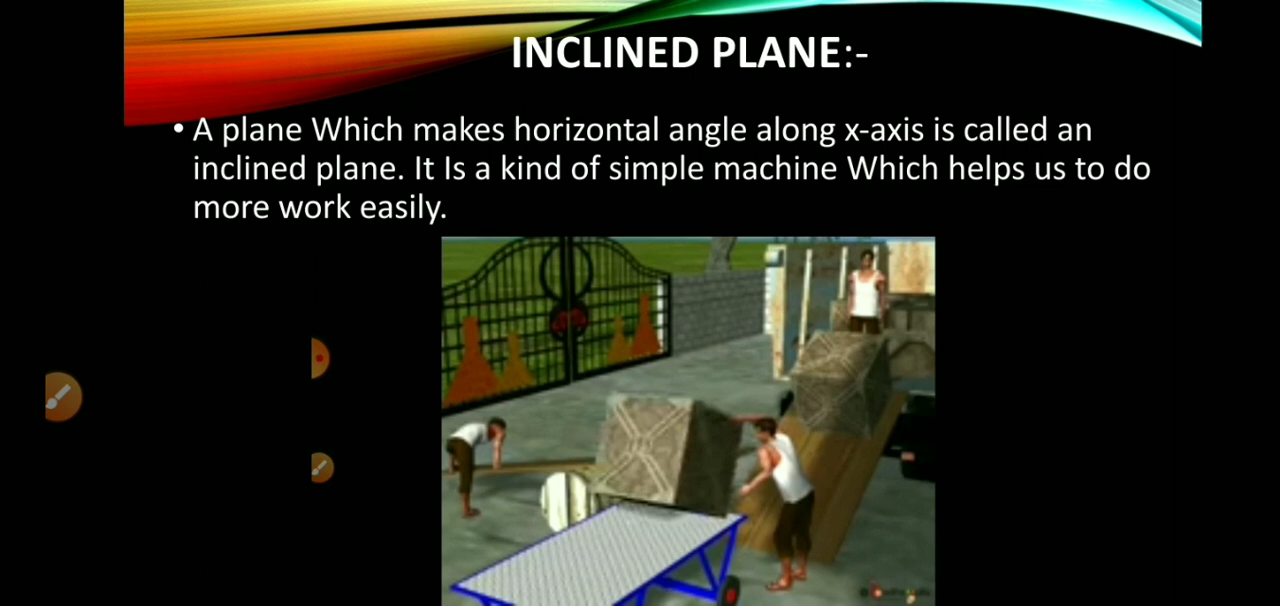 INCLINED PLANE:-
• A plane Which makes horizontal angle along x-axis is called an
inclined plane. It Is a kind of simple machine Which helps us to do
more work easily.